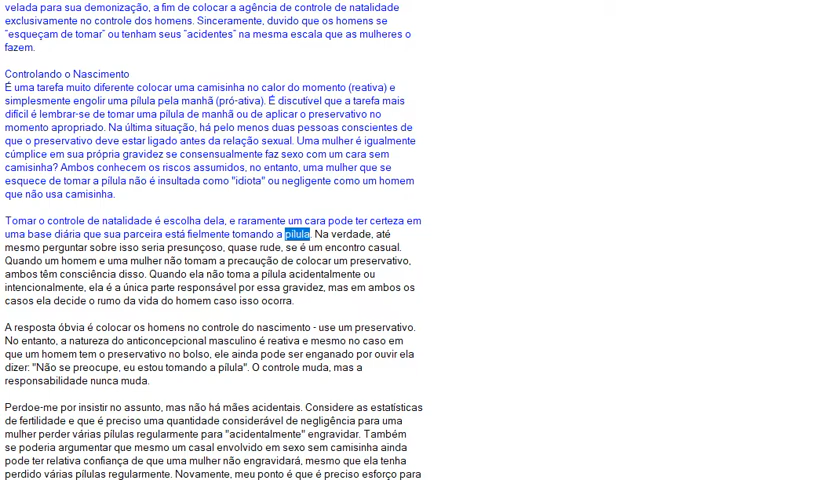 velada para sua demonização, a fim de colocar a agência de controle de natalidade
exclusivamente no controle dos homens. Sinceramente, duvido que os homens se
"esqueçam de tomar" ou tenham seus "acidentes" na mesma escala que as mulheres o
fazem.
Controlando o Nascimento
É uma tarefa muito diferente colocar uma camisinha no calor do momento (reativa) e
simplesmente engolir uma pílula pela manhã (pró-ativa). É discutível que a tarefa mais
difícil é lembrar-se de tomar uma pílula de manhã ou de aplicar o preservativo no
momento apropriado. Na última situação, há pelo menos duas pessoas conscientes de
que o preservativo deve estar ligado antes da relação sexual. Uma mulher é igualmente
cúmplice em sua própria gravidez se consensualmente faz sexo com um cara sem
camisinha? Ambos conhecem os riscos assumidos, no entanto, uma mulher que se
esquece de tomar a pílula não é insultada como "idiota" ou negligente como um homem
que não usa camisinha.
Tomar o controle de natalidade é escolha dela, e raramente um cara pode ter certeza em
uma base diária que sua parceira está fielmente tomando a pílula. Na verdade, até
mesmo perguntar sobre isso seria presunçoso, quase rude, se é um encontro casual.
Quando um homem e uma mulher não tomam a precaução de colocar um preservativo,
ambos têm consciência disso. Quando ela não toma a pílula acidentalmente ou
intencionalmente, ela é a única parte responsável por essa gravidez, mas em ambos os
casos ela decide o rumo da vida do homem caso isso ocorra.
A resposta óbvia é colocar os homens no controle do nascimento - use um preservativo.
No entanto, a natureza do anticoncepcional masculino é reativa e mesmo no caso em
que um homem tem o preservativo no bolso, ele ainda pode ser enganado por ouvir ela
dizer: "Não se preocupe, eu estou tomando a pílula". O controle muda, mas a
responsabilidade nunca muda.
Perdoe-me por insistir no assunto, mas não há mães acidentais. Considere as estatísticas
de fertilidade e que é preciso uma quantidade considerável de negligência para uma
mulher perder várias pílulas regularmente para "acidentalmente" engravidar. Também
se poderia argumentar que mesmo um casal envolvido em sexo sem camisinha ainda
pode ter relativa confiança de que uma mulher não engravidará, mesmo que ela tenha
perdido várias pílulas regularmente. Novamente, meu ponto é que é preciso esforço para